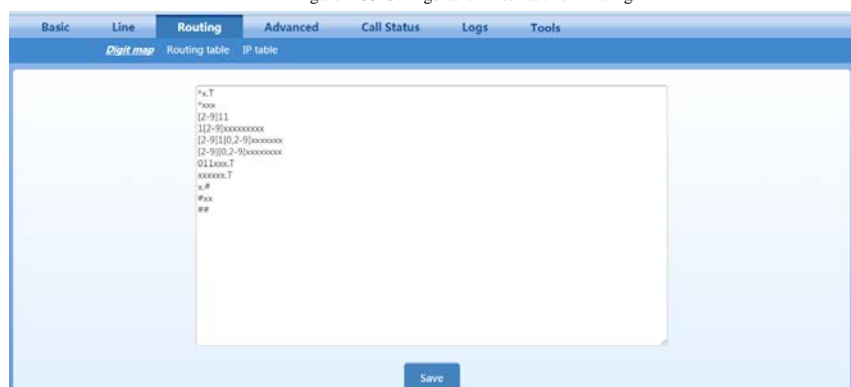 Basic Line Routing Advanced Call Status Logs Tools
Digit map Routing table IP table
*x.T
*xxx
[2-9]11
1[2-9]xxxxxxxxx
[2-9]1[0,2-9]xxxxxxx
[2-9][0,2-9]xxxxxxxx
011xxx.T
xxxxxx.T
x.#
#xx
##
Save